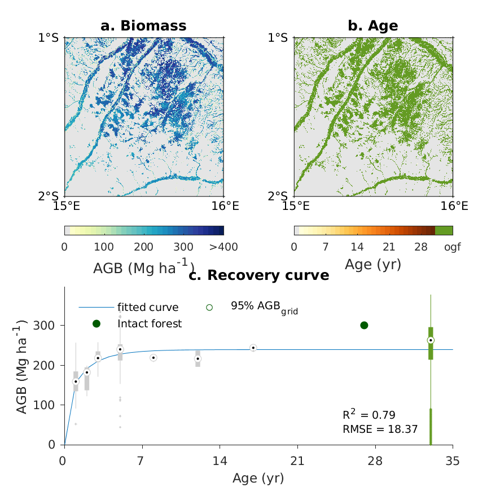 a. Biomass
b. Age
1°S
2°S
15°E
16°E
1°S
2°S
15°E
16°E
0 100 200 300 >400
AGB (Mg ha⁻¹)
0 7 14 21 28 ogf
Age (yr)
c. Recovery curve
fitted curve
95% AGB_grid
Intact forest
300
200
100
0
AGB (Mg ha⁻¹)
R² = 0.79
RMSE = 18.37
0 7 14 21 28 35
Age (yr)